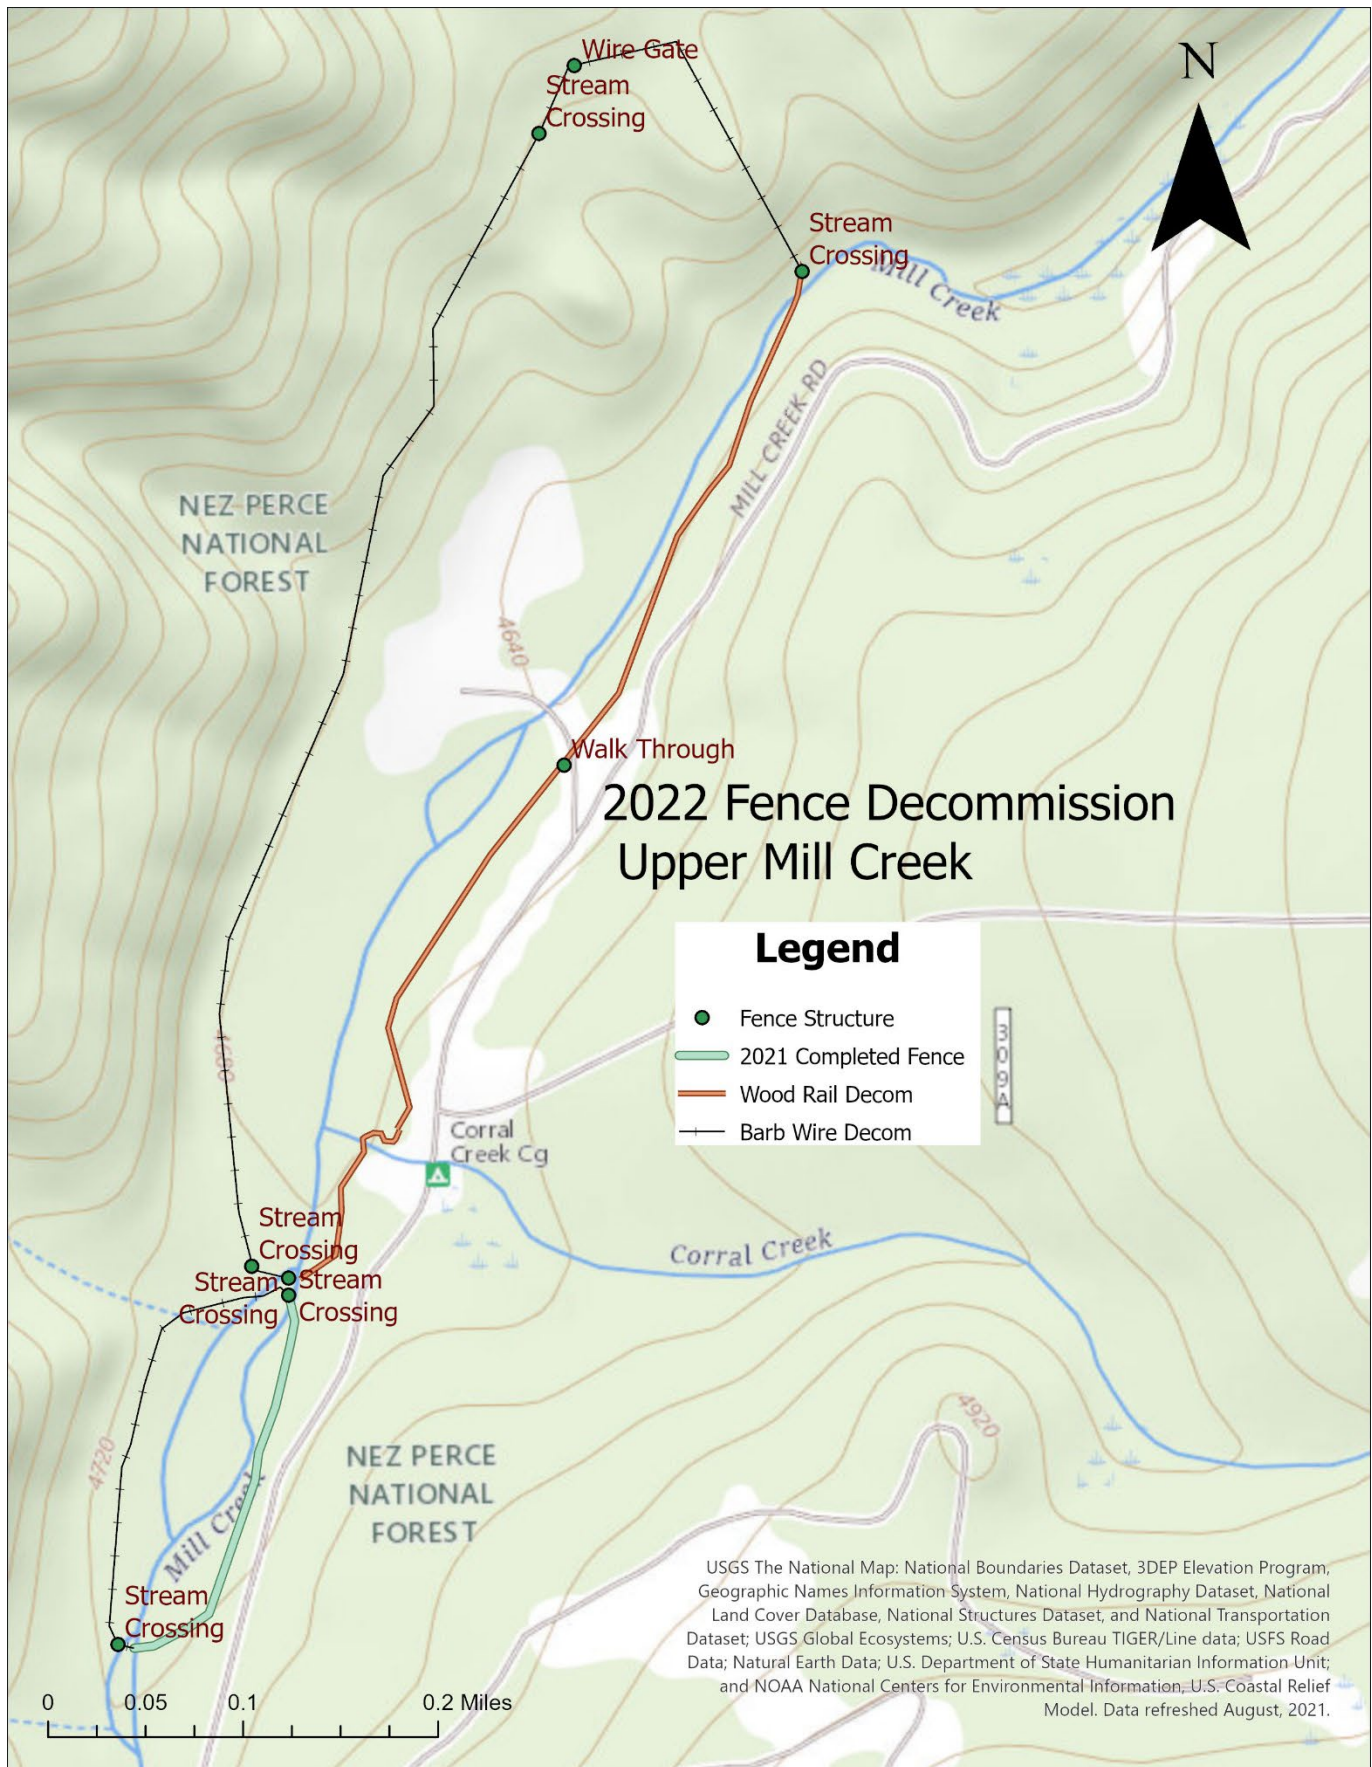 Wire Gate
Stream
Crossing
N
Stream
Crossing
Mill Creek
MILL CREEK RD
NEZ PERCE
NATIONAL
FOREST
4640
Walk Through
2022 Fence Decommission
Upper Mill Creek
Legend
Fence Structure
2021 Completed Fence
Wood Rail Decom
Barb Wire Decom
309A
4680
Corral
Creek Cg
Stream
Crossing
Stream
Crossing
Stream
Crossing
Corral Creek
4920
4720
NEZ PERCE
NATIONAL
FOREST
Mill Creek
Stream
Crossing
USGS The National Map: National Boundaries Dataset, 3DEP Elevation Program,
Geographic Names Information System, National Hydrography Dataset, National
Land Cover Database, National Structures Dataset, and National Transportation
Dataset; USGS Global Ecosystems; U.S. Census Bureau TIGER/Line data; USFS Road
Data; Natural Earth Data; U.S. Department of State Humanitarian Information Unit;
and NOAA National Centers for Environmental Information, U.S. Coastal Relief
Model. Data refreshed August, 2021.
0 0.05 0.1 0.2 Miles